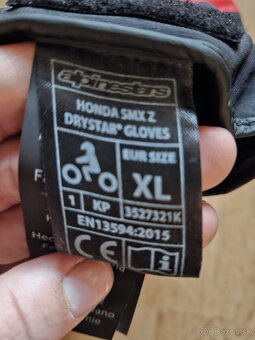 alpinestars
HONDA SMX Z
DRYSTAR® GLOVES
EUR SIZE
XL
1 KP
3527321K
EN13594:2015
CE
i